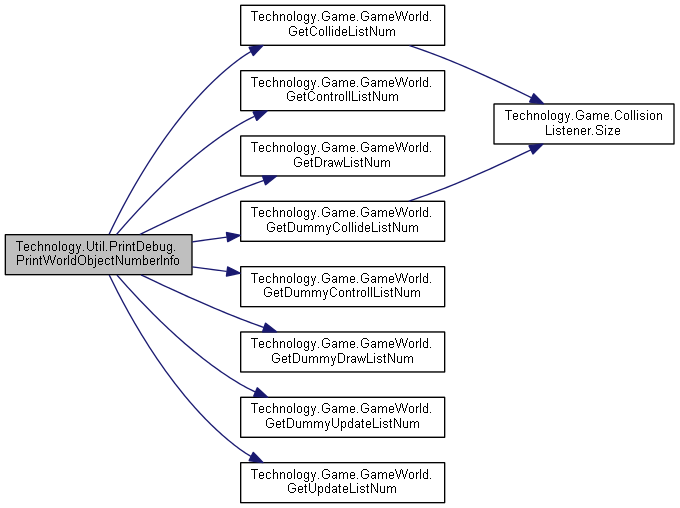 Technology.Game.GameWorld.
GetCollideListNum
Technology.Game.GameWorld.
GetControllListNum
Technology.Game.Collision
Listener.Size
Technology.Game.GameWorld.
GetDrawListNum
Technology.Game.GameWorld.
GetDummyCollideListNum
Technology.Util.PrintDebug.
PrintWorldObjectNumberInfo
Technology.Game.GameWorld.
GetDummyControllListNum
Technology.Game.GameWorld.
GetDummyDrawListNum
Technology.Game.GameWorld.
GetDummyUpdateListNum
Technology.Game.GameWorld.
GetUpdateListNum